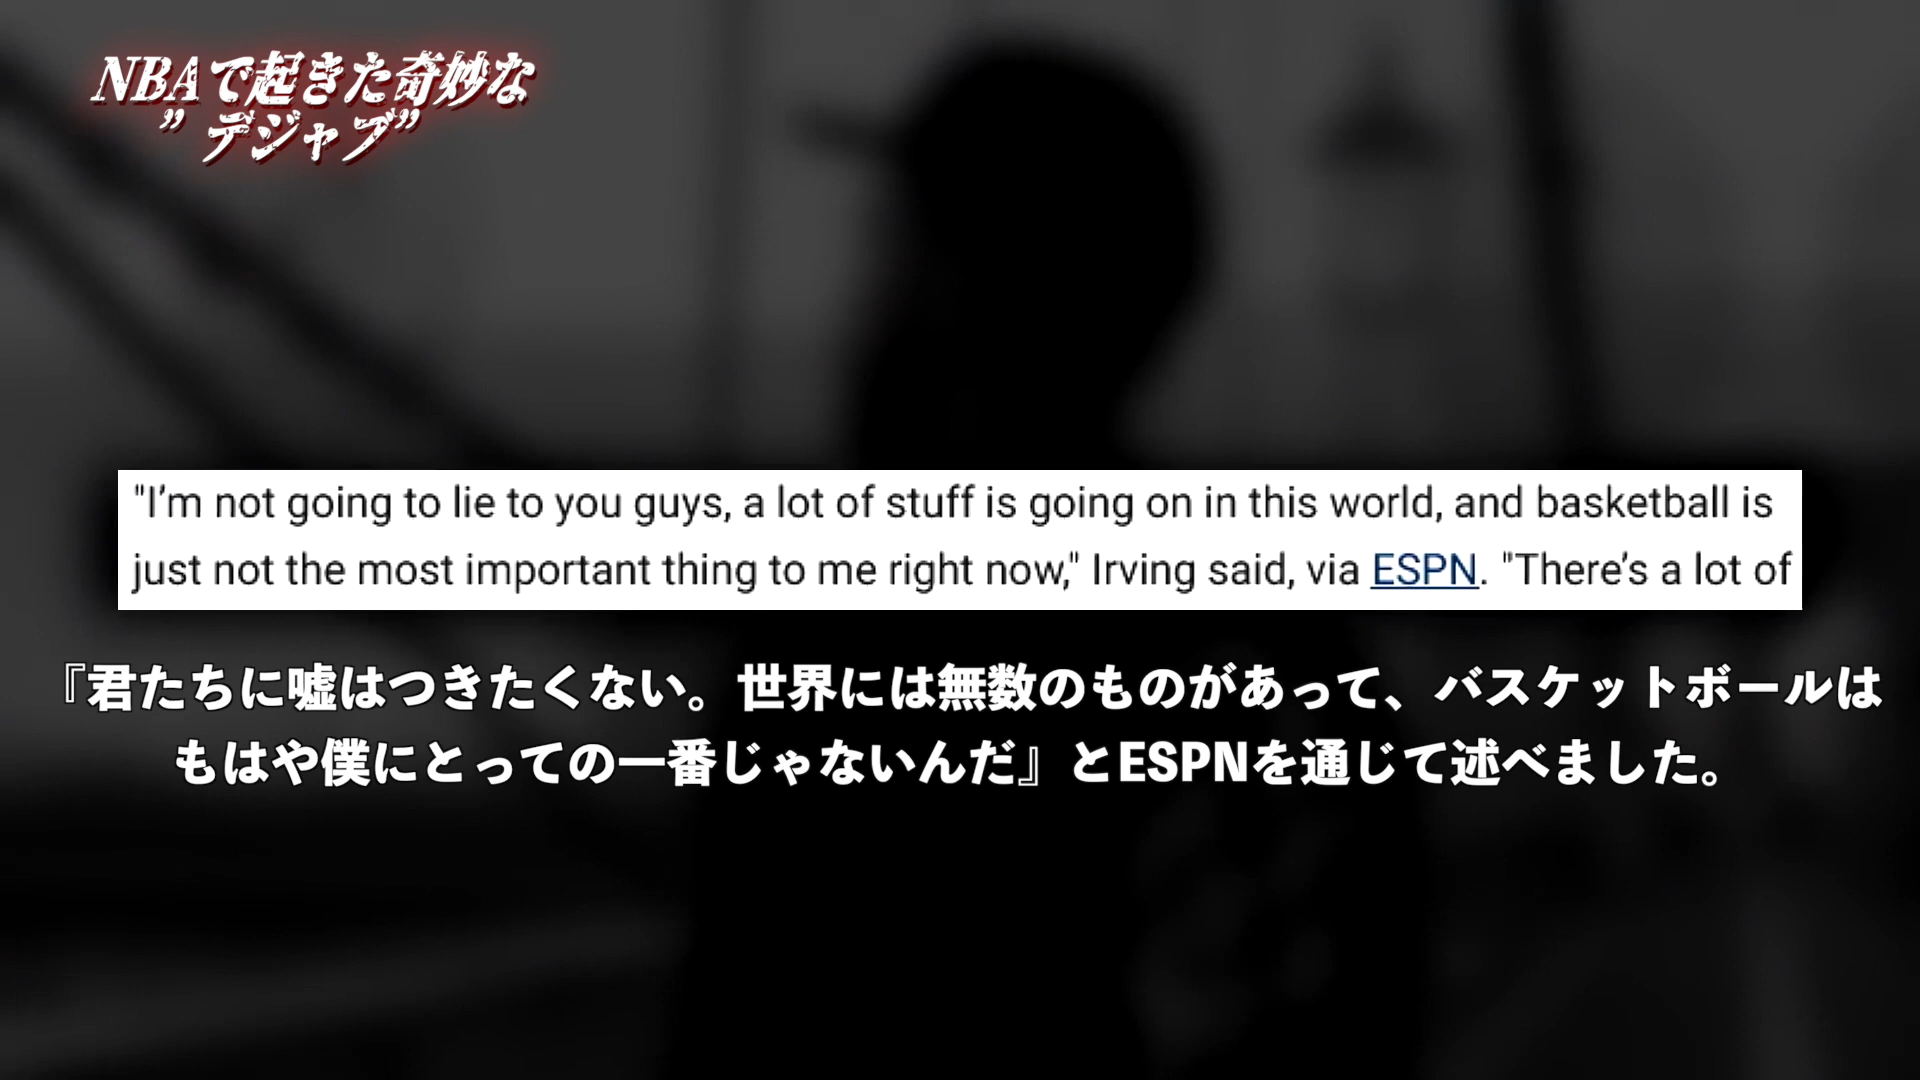 NBAで起きた奇妙な
”デジャブ”
"I’m not going to lie to you guys, a lot of stuff is going on in this world, and basketball is
just not the most important thing to me right now," Irving said, via ESPN. "There’s a lot of
『君たちに嘘はつきたくない。世界には無数のものがあって、バスケットボールは
もはや僕にとっての一番じゃないんだ』とESPNを通じて述べました。